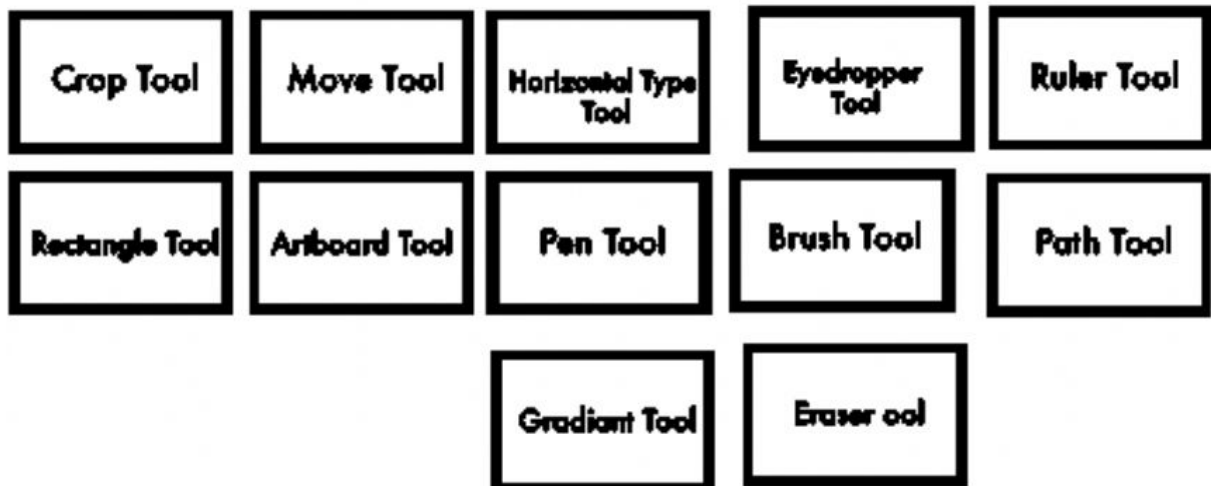 Crop Tool
Move Tool
Horizontal Type
Tool
Eyedropper
Tool
Ruler Tool
Rectangle Tool
Artboard Tool
Pen Tool
Brush Tool
Path Tool
Gradiant Tool
Eraser ool